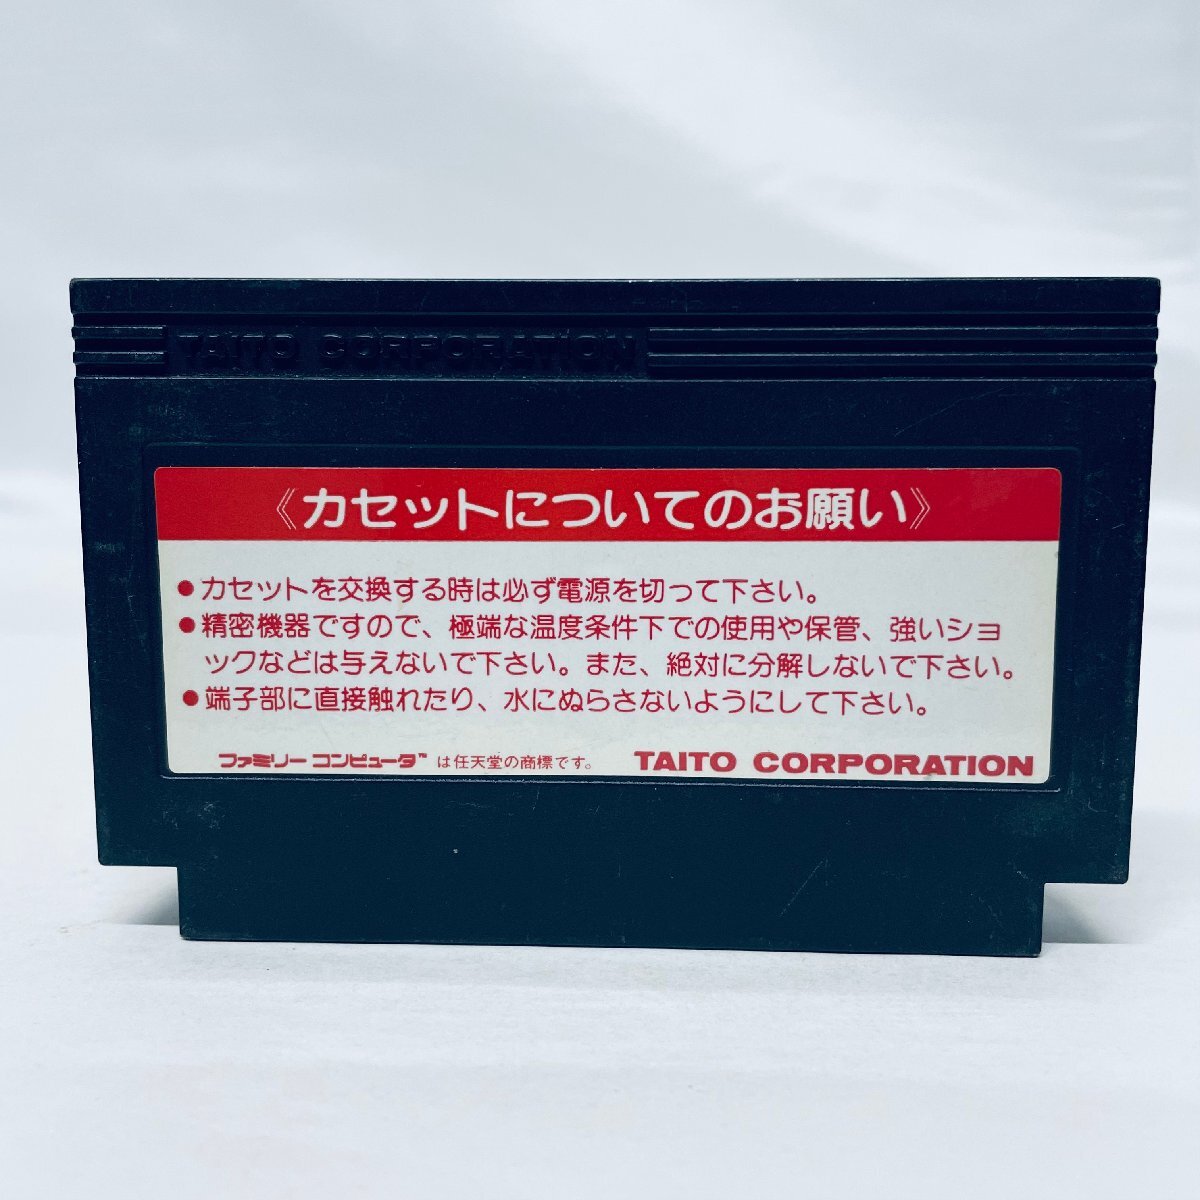 TAITO CORPORATION
《カセットについてのお願い》
●カセットを交換する時は必ず電源を切って下さい。
●精密機器ですので、極端な温度条件下での使用や保管、強いショ
ックなどは与えないで下さい。また、絶対に分解しないで下さい。
●端子部に直接触れたり、水にぬらさないようにして下さい。
ファミリーコンピュータ™ は任天堂の商標です。 TAITO CORPORATION